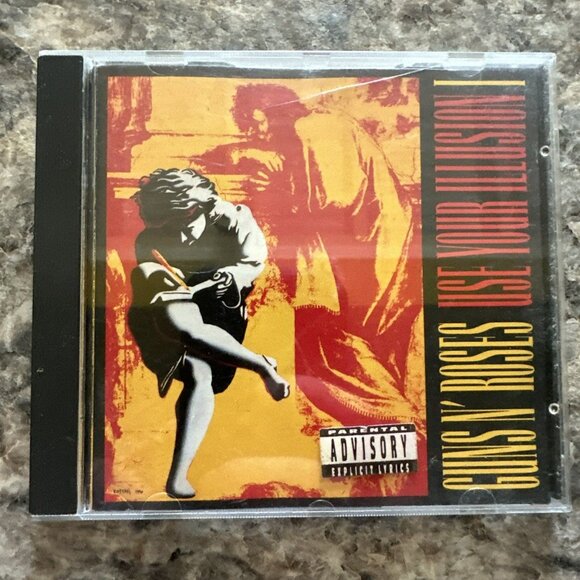 GUNS N' ROSES USE YOUR ILLUSION I
PARENTAL
ADVISORY
EXPLICIT LYRICS